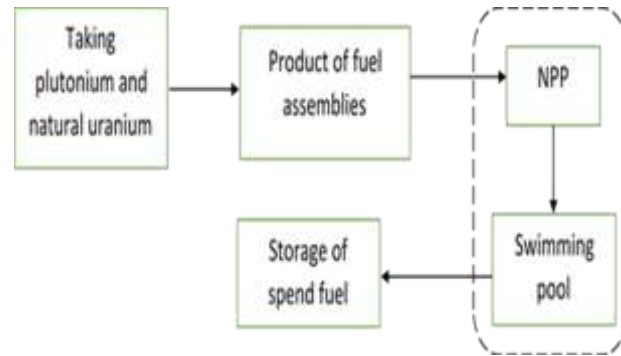 Taking
plutonium and
natural uranium
Product of fuel
assemblies
NPP
Swimming
pool
Storage of
spend fuel